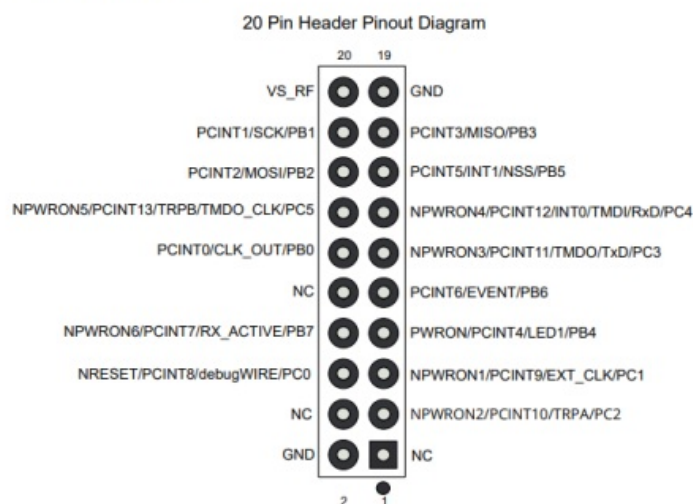 20 Pin Header Pinout Diagram
20 19
VS_RF GND
PCINT1/SCK/PB1 PCINT3/MISO/PB3
PCINT2/MOSI/PB2 PCINT5/INT1/NSS/PB5
NPWRON5/PCINT13/TRPB/TMDO_CLK/PC5 NPWRON4/PCINT12/INT0/TMDI/RxD/PC4
PCINT0/CLK_OUT/PB0 NPWRON3/PCINT11/TMDO/TxD/PC3
NC PCINT6/EVENT/PB6
NPWRON6/PCINT7/RX_ACTIVE/PB7 PWRON/PCINT4/LED1/PB4
NRESET/PCINT8/debugWIRE/PC0 NPWRON1/PCINT9/EXT_CLK/PC1
NC NPWRON2/PCINT10/TRPA/PC2
GND NC
2 1